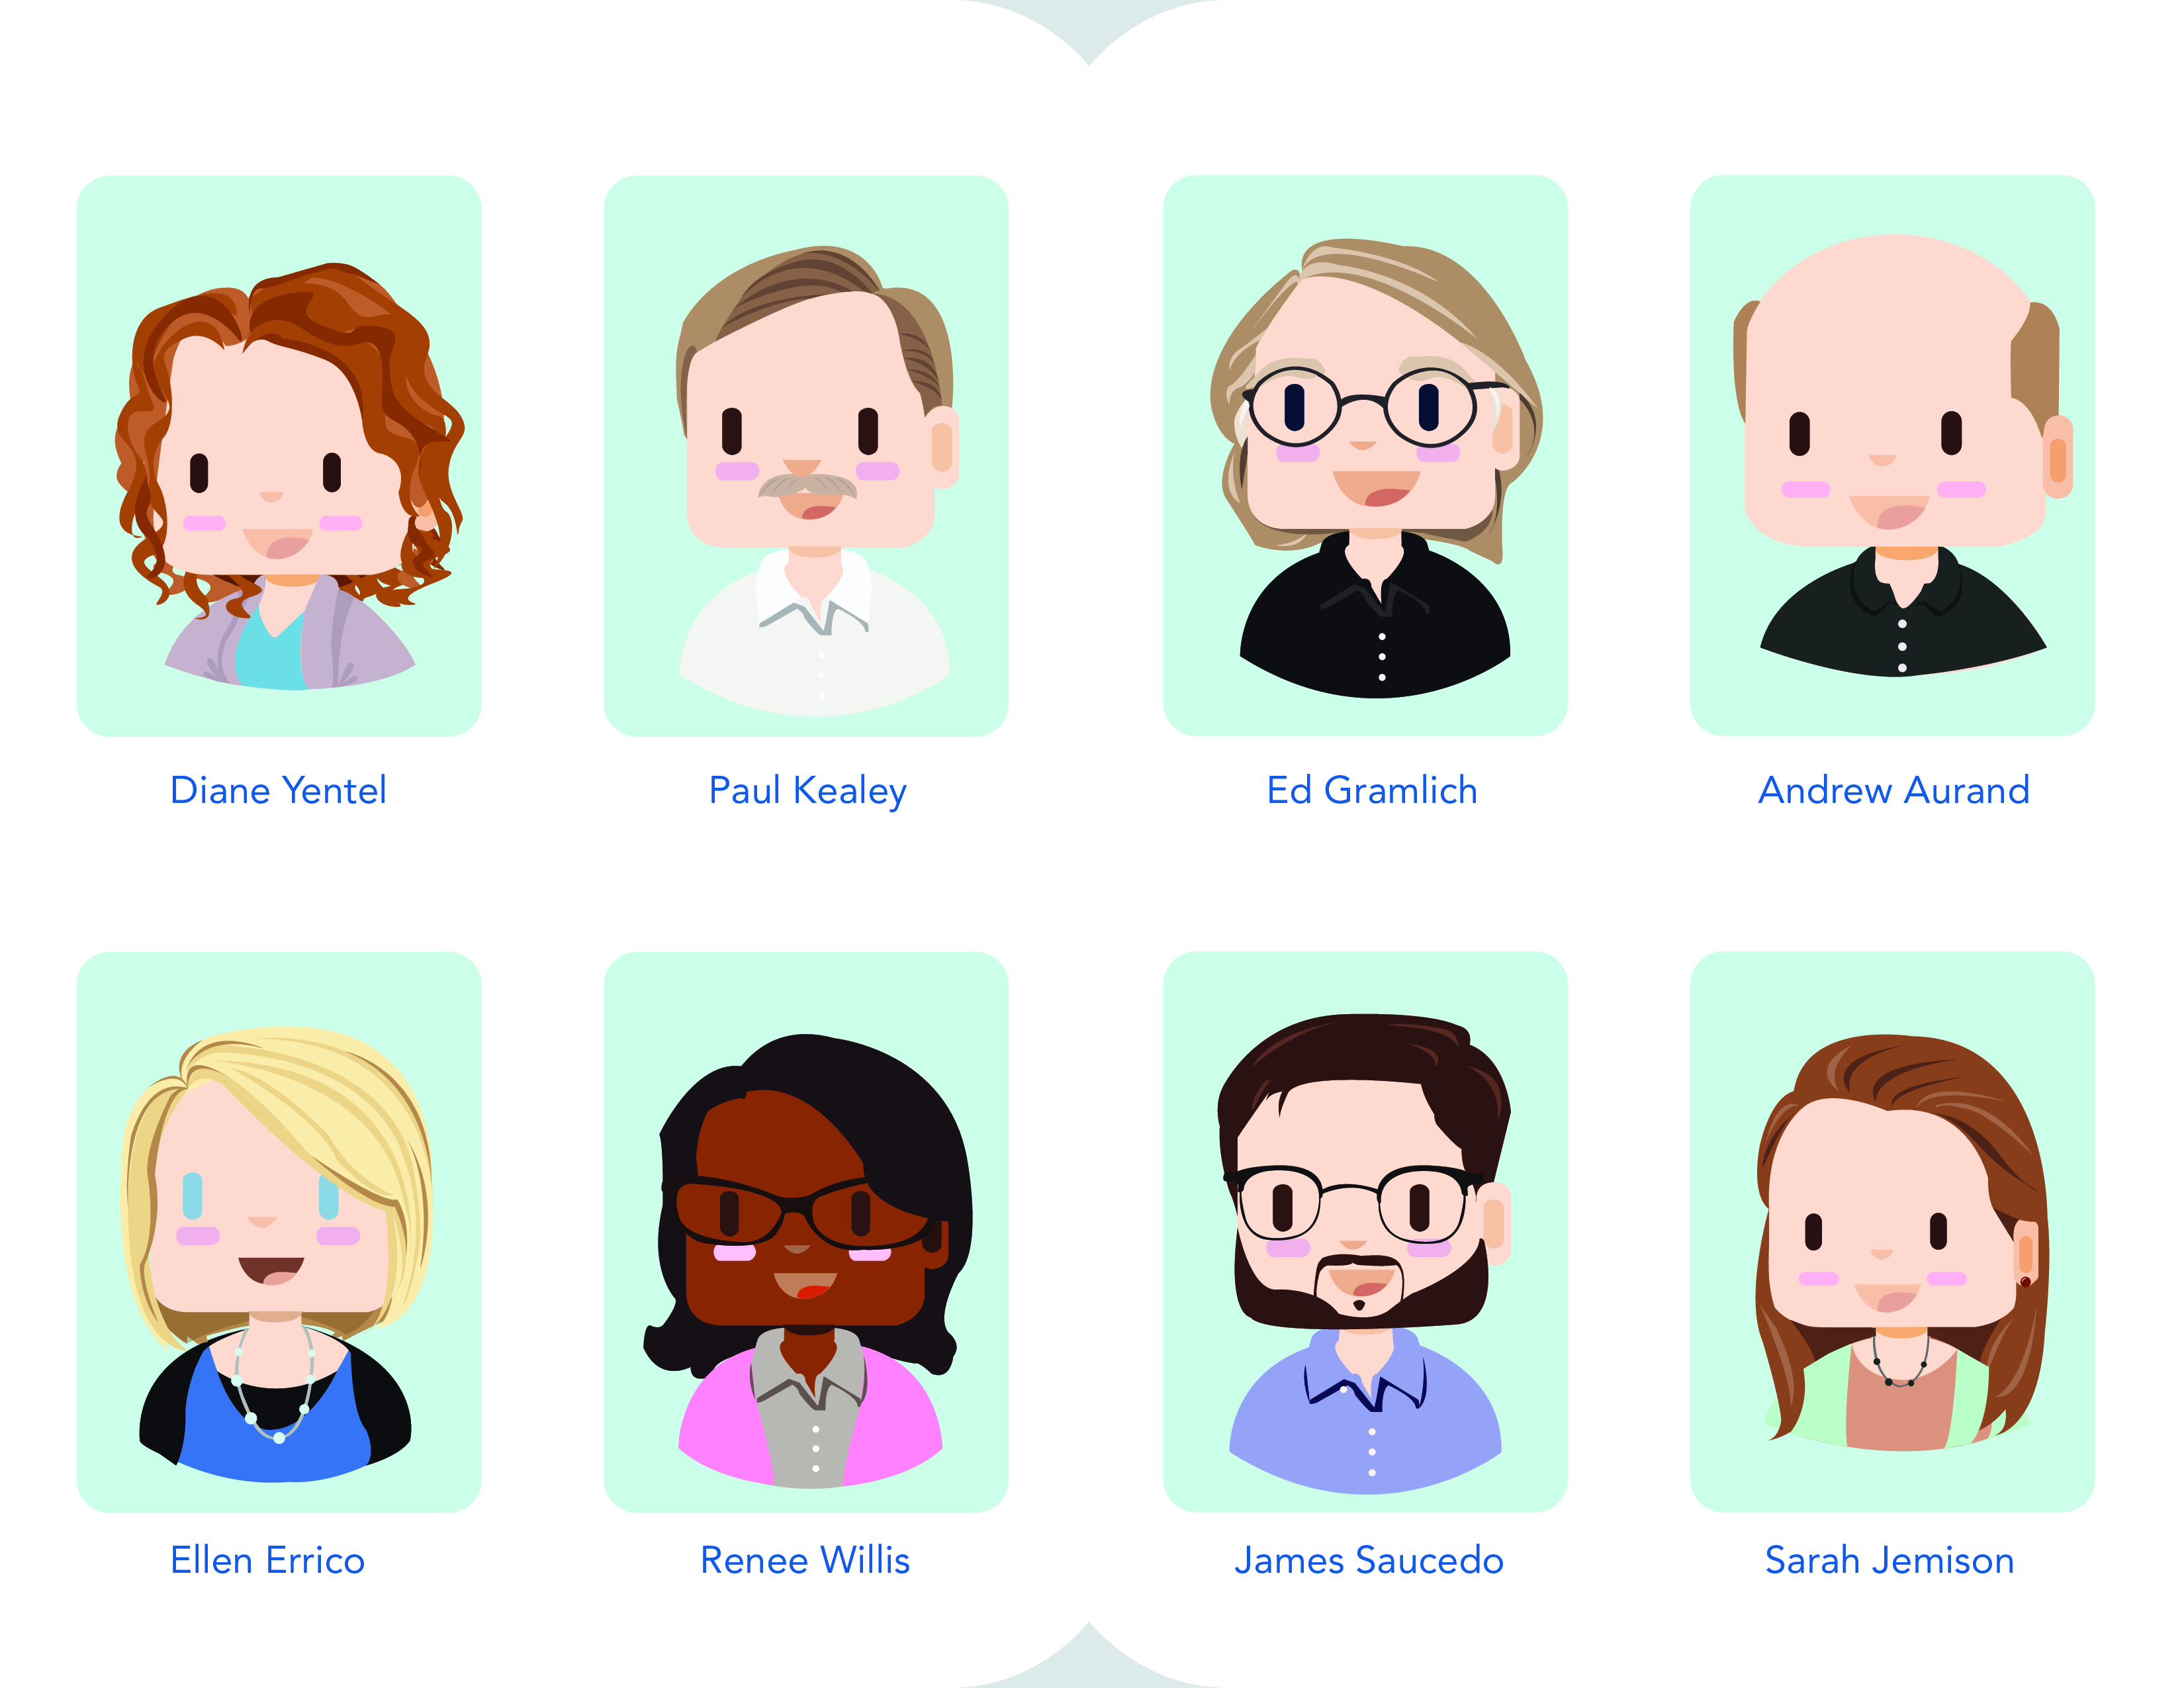 Diane Yentel
Paul Kealey
Ed Gramlich
Andrew Aurand
Ellen Errico
Renee Willis
James Saucedo
Sarah Jemison